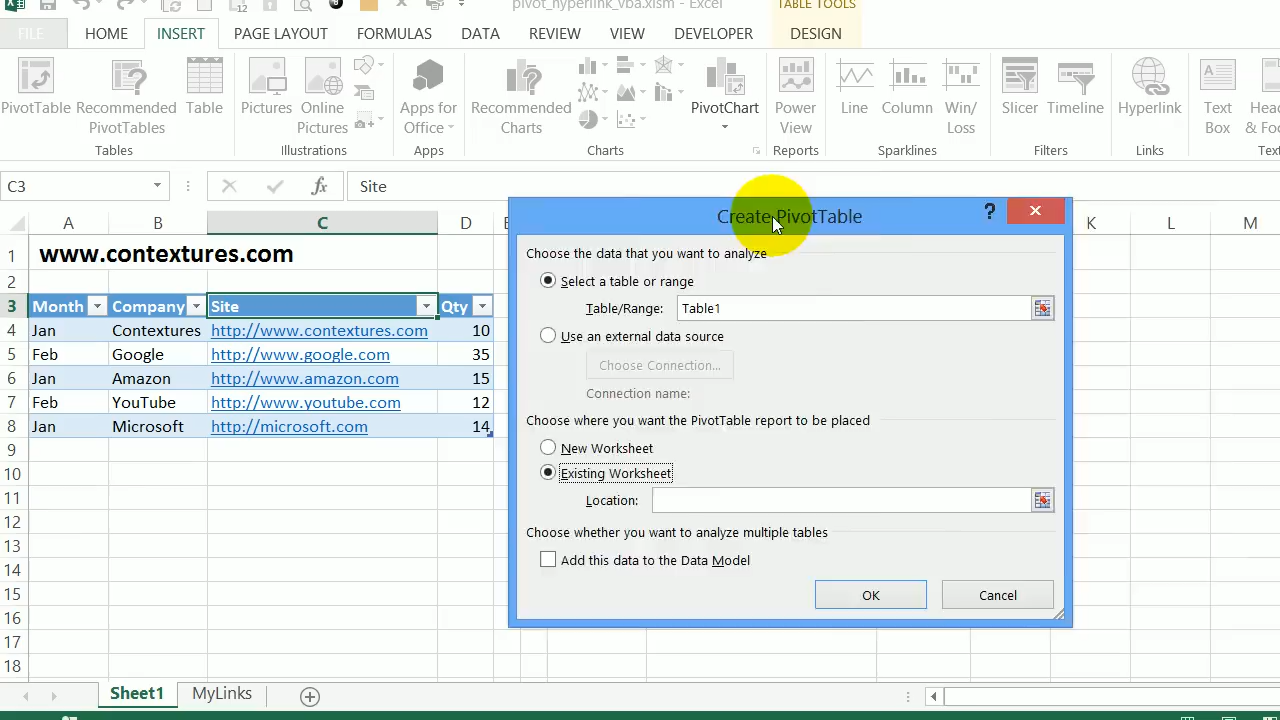 pivot_hyperlink_vba.xlsm - Excel
TABLE TOOLS
FILE HOME INSERT PAGE LAYOUT FORMULAS DATA REVIEW VIEW DEVELOPER DESIGN
PivotTable Recommended PivotTables Table Pictures Online Pictures Apps for Office Recommended Charts PivotChart Power View Line Column Win/ Loss Slicer Timeline Hyperlink Text Box
Tables Illustrations Apps Charts Reports Sparklines Filters Links
C3 fx Site
A B C D K L M
1 www.contextures.com
2
3 Month Company Site Qty
4 Jan Contextures http://www.contextures.com 10
5 Feb Google http://www.google.com 35
6 Jan Amazon http://www.amazon.com 15
7 Feb YouTube http://www.youtube.com 12
8 Jan Microsoft http://microsoft.com 14
9
10
11
12
13
14
15
16
17
18
Create PivotTable ?
Choose the data that you want to analyze
Select a table or range
Table/Range: Table1
Use an external data source
Choose Connection...
Connection name:
Choose where you want the PivotTable report to be placed
New Worksheet
Existing Worksheet
Location:
Choose whether you want to analyze multiple tables
Add this data to the Data Model
OK Cancel
Sheet1 MyLinks